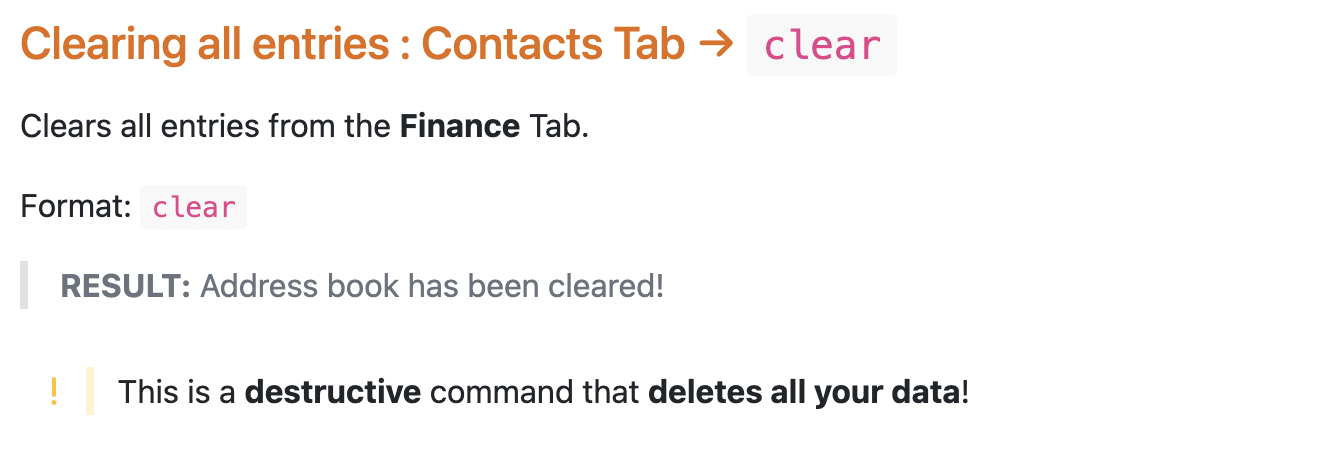 Clearing all entries : Contacts Tab → clear
Clears all entries from the Finance Tab.
Format: clear
RESULT: Address book has been cleared!
! This is a destructive command that deletes all your data!